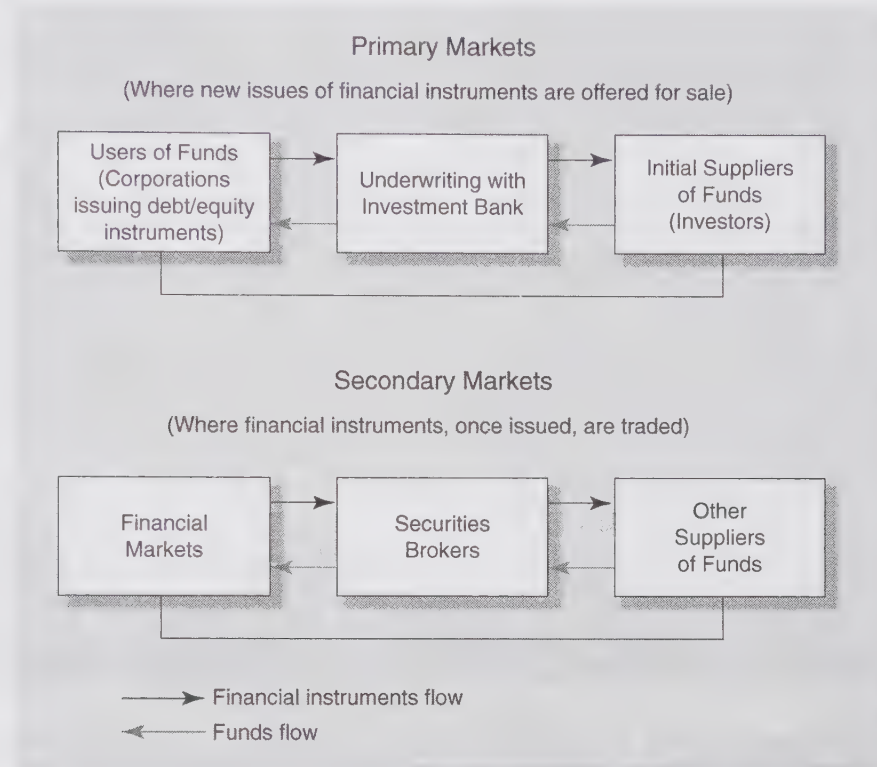 Primary Markets
(Where new issues of financial instruments are offered for sale)
Users of Funds
(Corporations
issuing debt/equity
instruments)
Underwriting with
Investment Bank
Initial Suppliers
of Funds
(Investors)
Secondary Markets
(Where financial instruments, once issued, are traded)
Financial
Markets
Securities
Brokers
Other
Suppliers
of Funds
Financial instruments flow
Funds flow